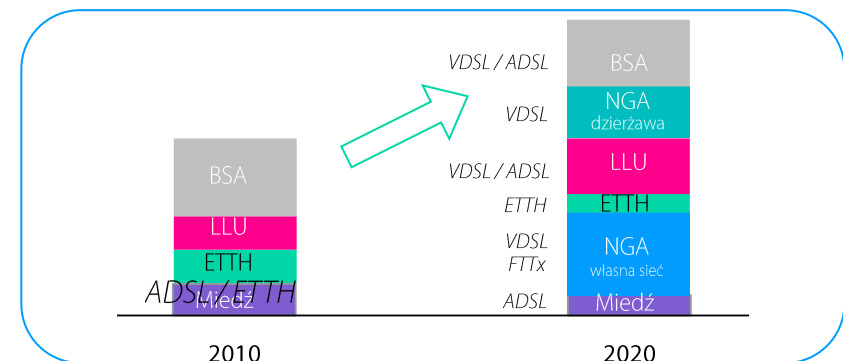 BSA
LLU
ETTH
ADSL / ETTH
Miedź
2010
VDSL / ADSL
BSA
VDSL
NGA
dzierżawa
VDSL / ADSL
LLU
ETTH
ETTH
VDSL
FTTx
NGA
własna sieć
ADSL
Miedź
2020